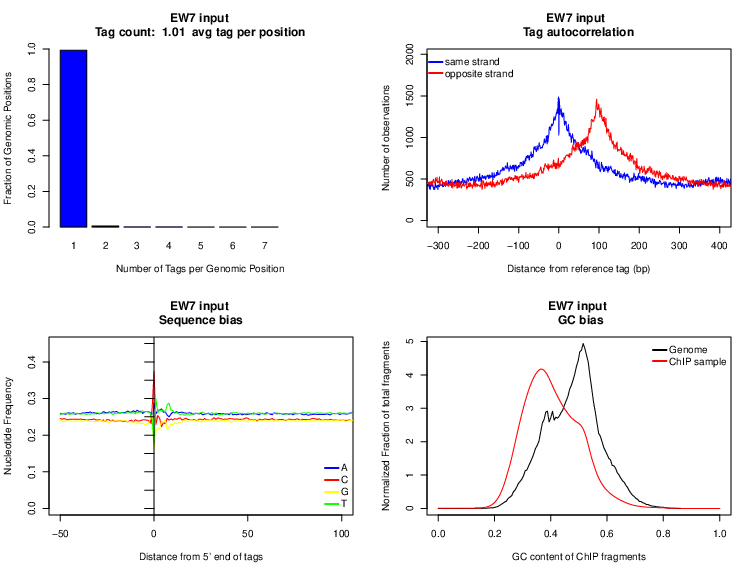 EW7 input
Tag count:  1.01  avg tag per position
Fraction of Genomic Positions
1.0
0.8
0.6
0.4
0.2
0.0
1 2 3 4 5 6 7
Number of Tags per Genomic Position
EW7 input
Tag autocorrelation
same strand
opposite strand
Number of observations
2000
1500
1000
500
0
−300 −200 −100 0 100 200 300 400
Distance from reference tag (bp)
EW7 input
Sequence bias
Nucleotide Frequency
0.4
0.3
0.2
0.1
0.0
A
C
G
T
−50 0 50 100
Distance from 5' end of tags
EW7 input
GC bias
Genome
ChIP sample
Normalized Fraction of total fragments
5
4
3
2
1
0
0.0 0.2 0.4 0.6 0.8 1.0
GC content of ChIP fragments